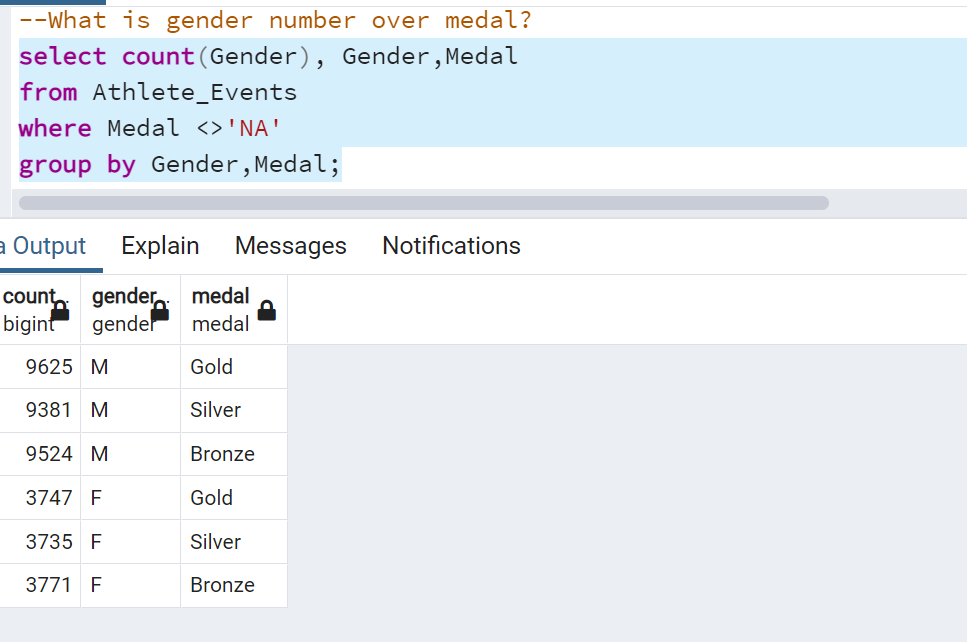 --What is gender number over medal?
select count(Gender), Gender,Medal
from Athlete_Events
where Medal <>'NA'
group by Gender,Medal;
a Output Explain Messages Notifications
count gender medal
bigint gender medal
9625 M Gold
9381 M Silver
9524 M Bronze
3747 F Gold
3735 F Silver
3771 F Bronze